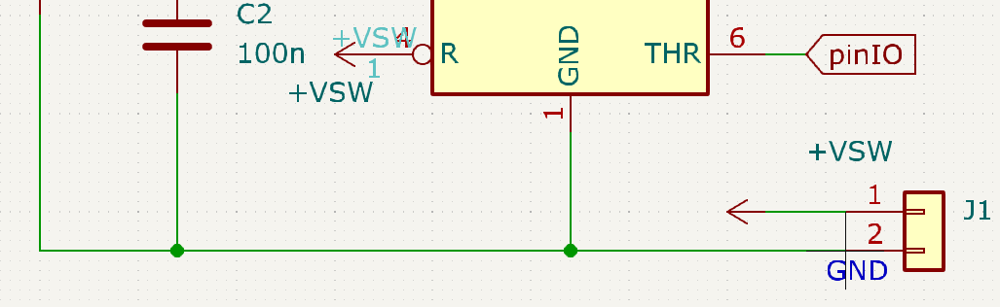 C2
100n
+VSW
4
1
+VSW
R
GND
THR
6
pinIO
1
+VSW
1
J1
2
GND